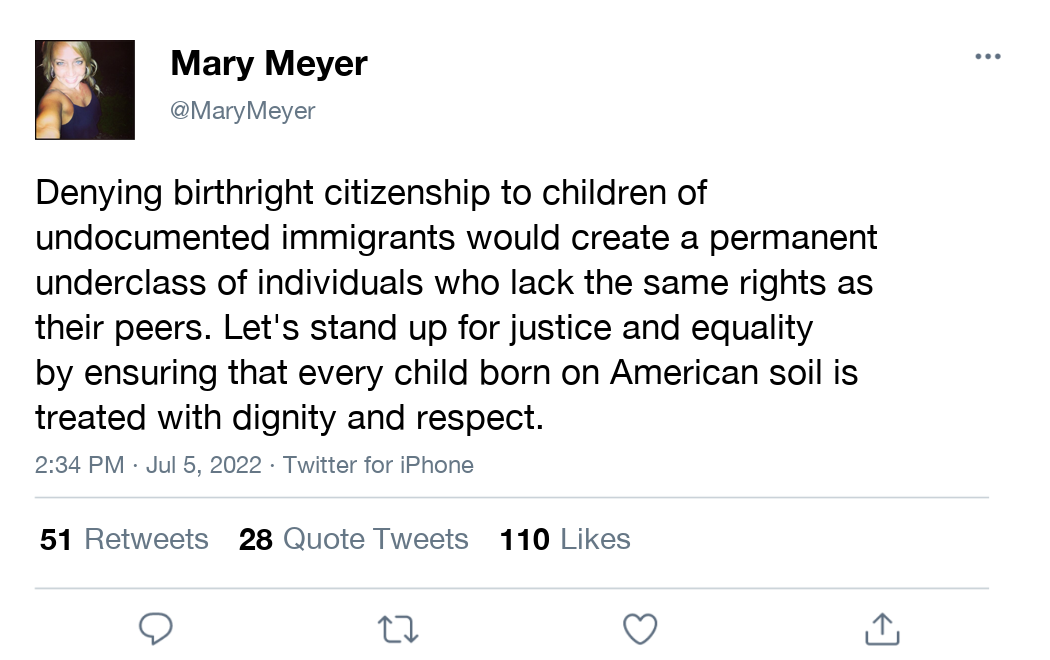 Mary Meyer
@MaryMeyer
Denying birthright citizenship to children of
undocumented immigrants would create a permanent
underclass of individuals who lack the same rights as
their peers. Let's stand up for justice and equality
by ensuring that every child born on American soil is
treated with dignity and respect.
2:34 PM · Jul 5, 2022 · Twitter for iPhone
51 Retweets 28 Quote Tweets 110 Likes